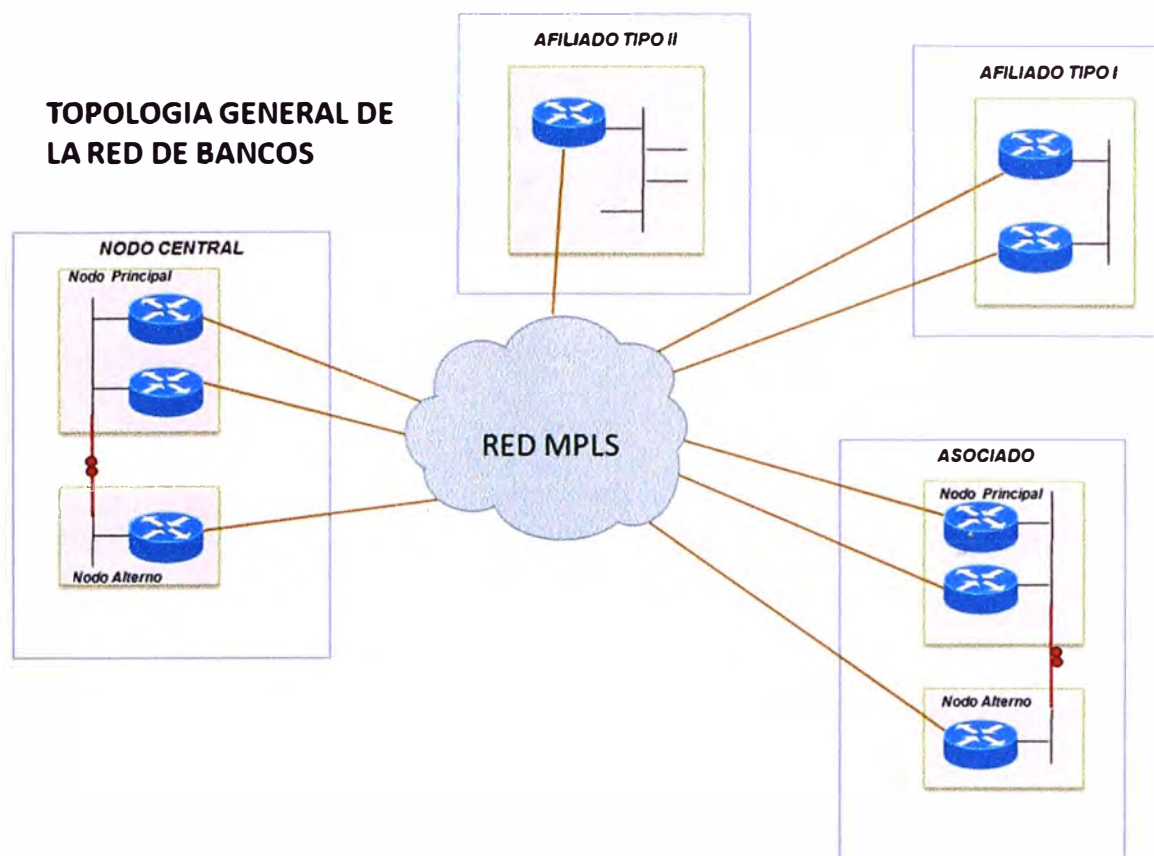 AFILIADO TIPO II
AFILIADO TIPO I
TOPOLOGIA GENERAL DE
LA RED DE BANCOS
NODO CENTRAL
Nodo Principal
Nodo Alterno
RED MPLS
ASOCIADO
Nodo Principal
Nodo Alterno